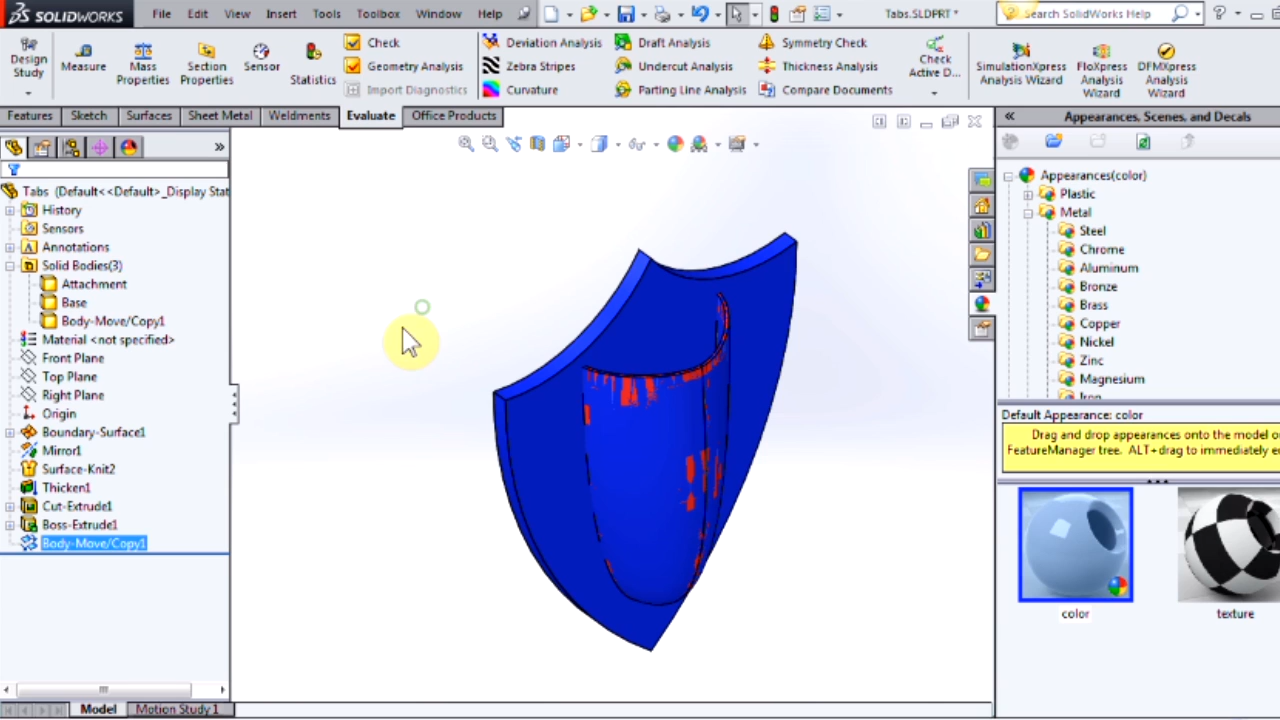 SOLIDWORKS File Edit View Insert Tools Toolbox Window Help Tabs.SLDPRT * Search SolidWorks Help
Design Study
Measure
Mass Properties
Section Properties
Sensor
Statistics
Check
Geometry Analysis
Import Diagnostics
Deviation Analysis
Zebra Stripes
Curvature
Draft Analysis
Undercut Analysis
Parting Line Analysis
Symmetry Check
Thickness Analysis
Compare Documents
Check Active D...
SimulationXpress Analysis Wizard
FloXpress Analysis Wizard
DFMXpress Analysis Wizard
Features Sketch Surfaces Sheet Metal Weldments Evaluate Office Products
Tabs (Default<<Default>_Display Stat
History
Sensors
Annotations
Solid Bodies(3)
Attachment
Base
Body-Move/Copy1
Material <not specified>
Front Plane
Top Plane
Right Plane
Origin
Boundary-Surface1
Mirror1
Surface-Knit2
Thicken1
Cut-Extrude1
Boss-Extrude1
Body-Move/Copy1
Model Motion Study 1
Appearances, Scenes, and Decals
Appearances(color)
Plastic
Metal
Steel
Chrome
Aluminum
Bronze
Brass
Copper
Nickel
Zinc
Magnesium
Iron
Default Appearance: color
Drag and drop appearances onto the model o
FeatureManager tree. ALT+drag to immediately e
color
texture